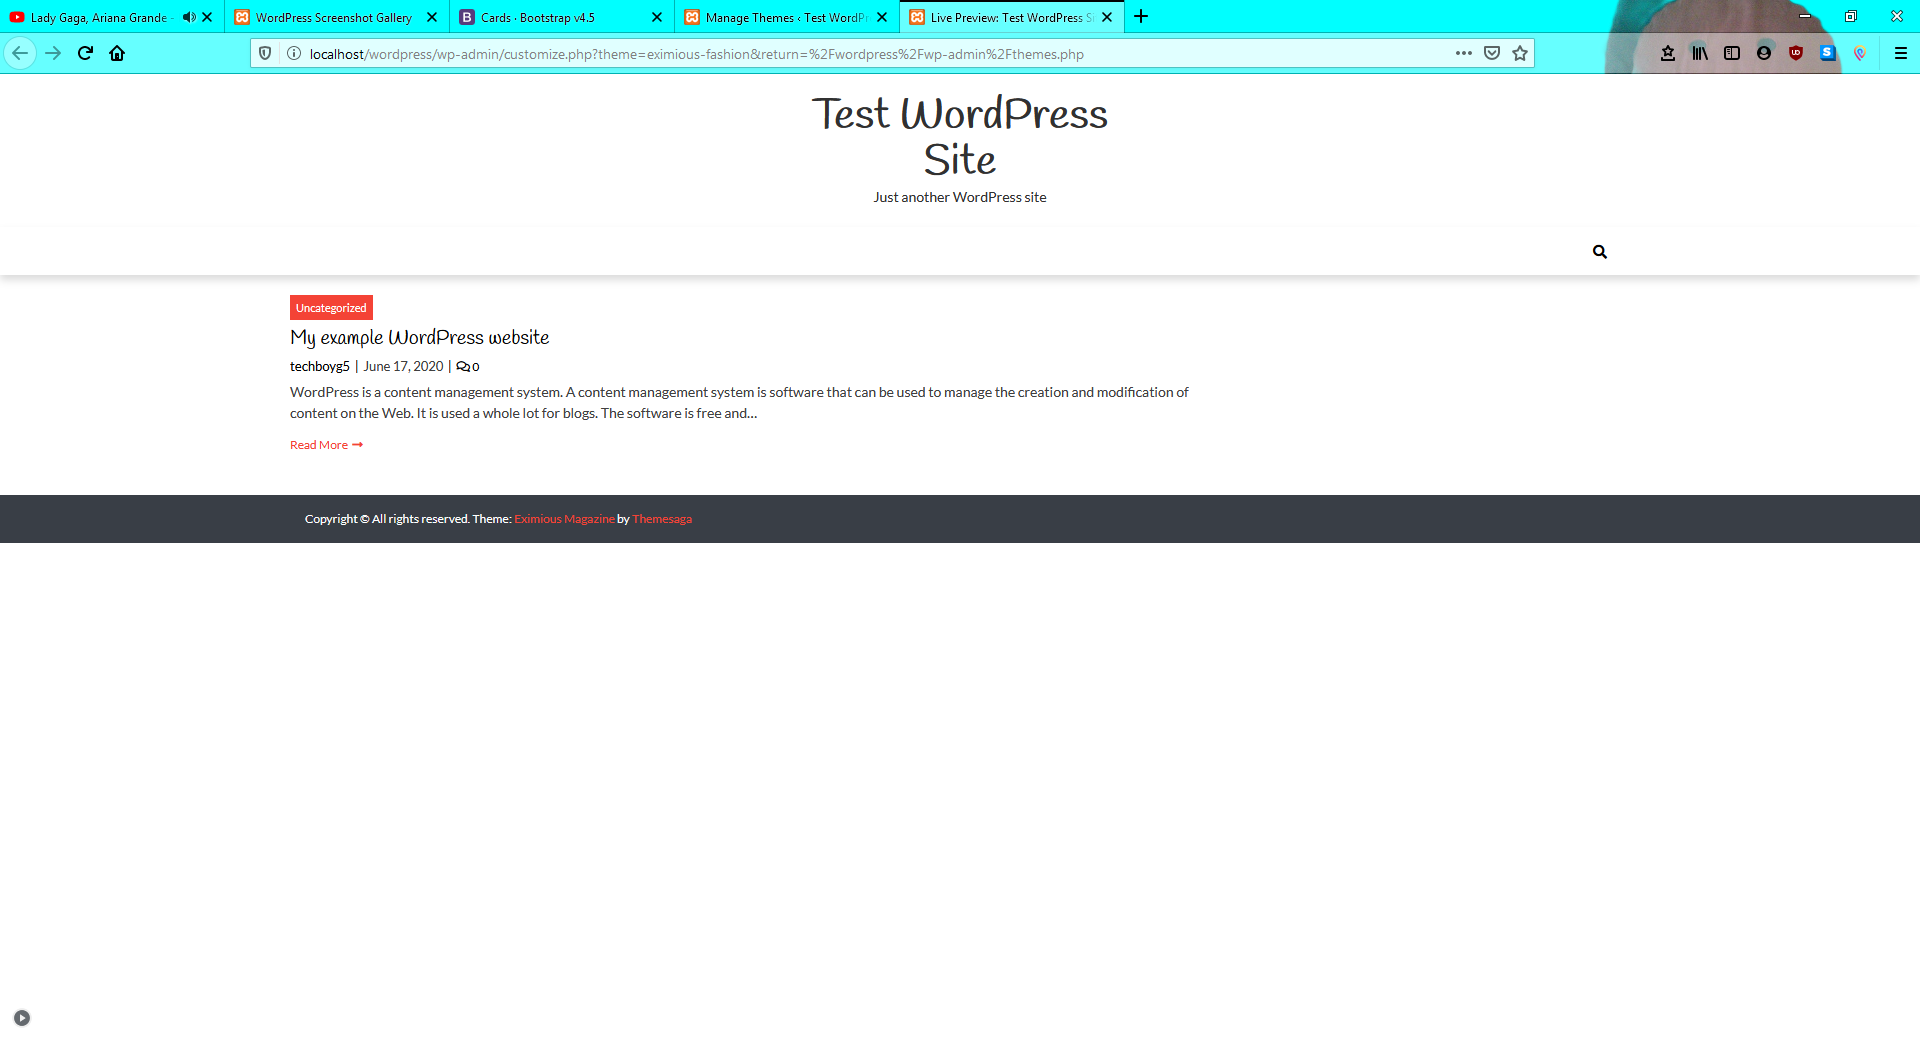 Lady Gaga, Ariana Grande -
WordPress Screenshot Gallery
Cards · Bootstrap v4.5
Manage Themes ‹ Test WordPr
Live Preview: Test WordPress S
localhost/wordpress/wp-admin/customize.php?theme=eximious-fashion&return=%2Fwordpress%2Fwp-admin%2Fthemes.php
Test WordPress
Site
Just another WordPress site
Uncategorized
My example WordPress website
techboyg5 | June 17, 2020 | 0
WordPress is a content management system. A content management system is software that can be used to manage the creation and modification of
content on the Web. It is used a whole lot for blogs. The software is free and…
Read More
Copyright © All rights reserved. Theme: Eximious Magazine by Themesaga